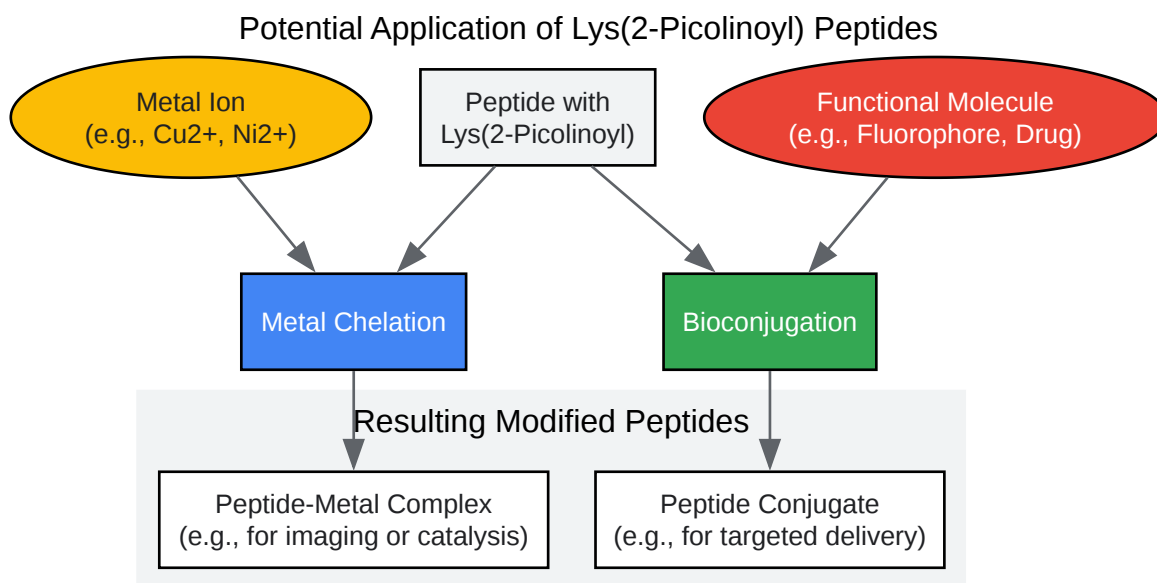 Potential Application of Lys(2-Picolinoyl) Peptides
Metal Ion
(e.g., Cu2+, Ni2+)
Peptide with
Lys(2-Picolinoyl)
Functional Molecule
(e.g., Fluorophore, Drug)
Metal Chelation
Bioconjugation
Resulting Modified Peptides
Peptide-Metal Complex
(e.g., for imaging or catalysis)
Peptide Conjugate
(e.g., for targeted delivery)